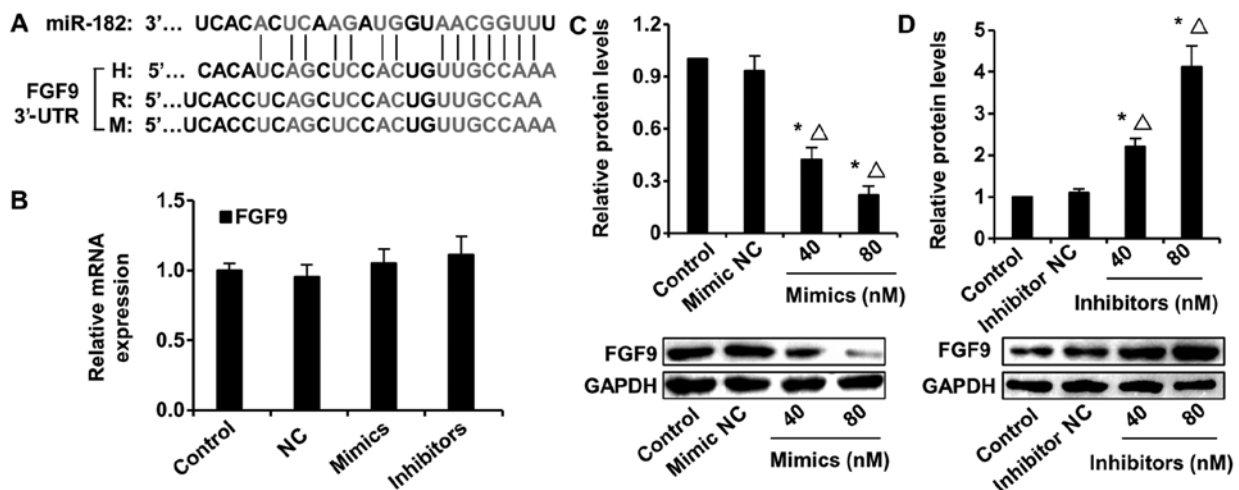 A
miR-182: 3'... UCACACUCAAGAUGGUAACGGUUU
FGF9
3'-UTR
H: 5'... CACAUCAGCUCCACUGUUGCCAAA
R: 5'...UCACCUCAGCUCCACUGUUGCCAA
M: 5'...UCACCUCAGCUCCACUGUUGCCAAA
B
Relative mRNA
expression
1.5
1.0
0.5
0.0
FGF9
Control
NC
Mimics
Inhibitors
C
Relative protein levels
1.2
0.9
0.6
0.3
0
* △
* △
Control
Mimic NC
40
80
Mimics (nM)
FGF9
GAPDH
Control
Mimic NC
40
80
Mimics (nM)
D
Relative protein levels
5
4
3
2
1
0
* △
* △
Control
Inhibitor NC
40
80
Inhibitors (nM)
FGF9
GAPDH
Control
Inhibitor NC
40
80
Inhibitors (nM)